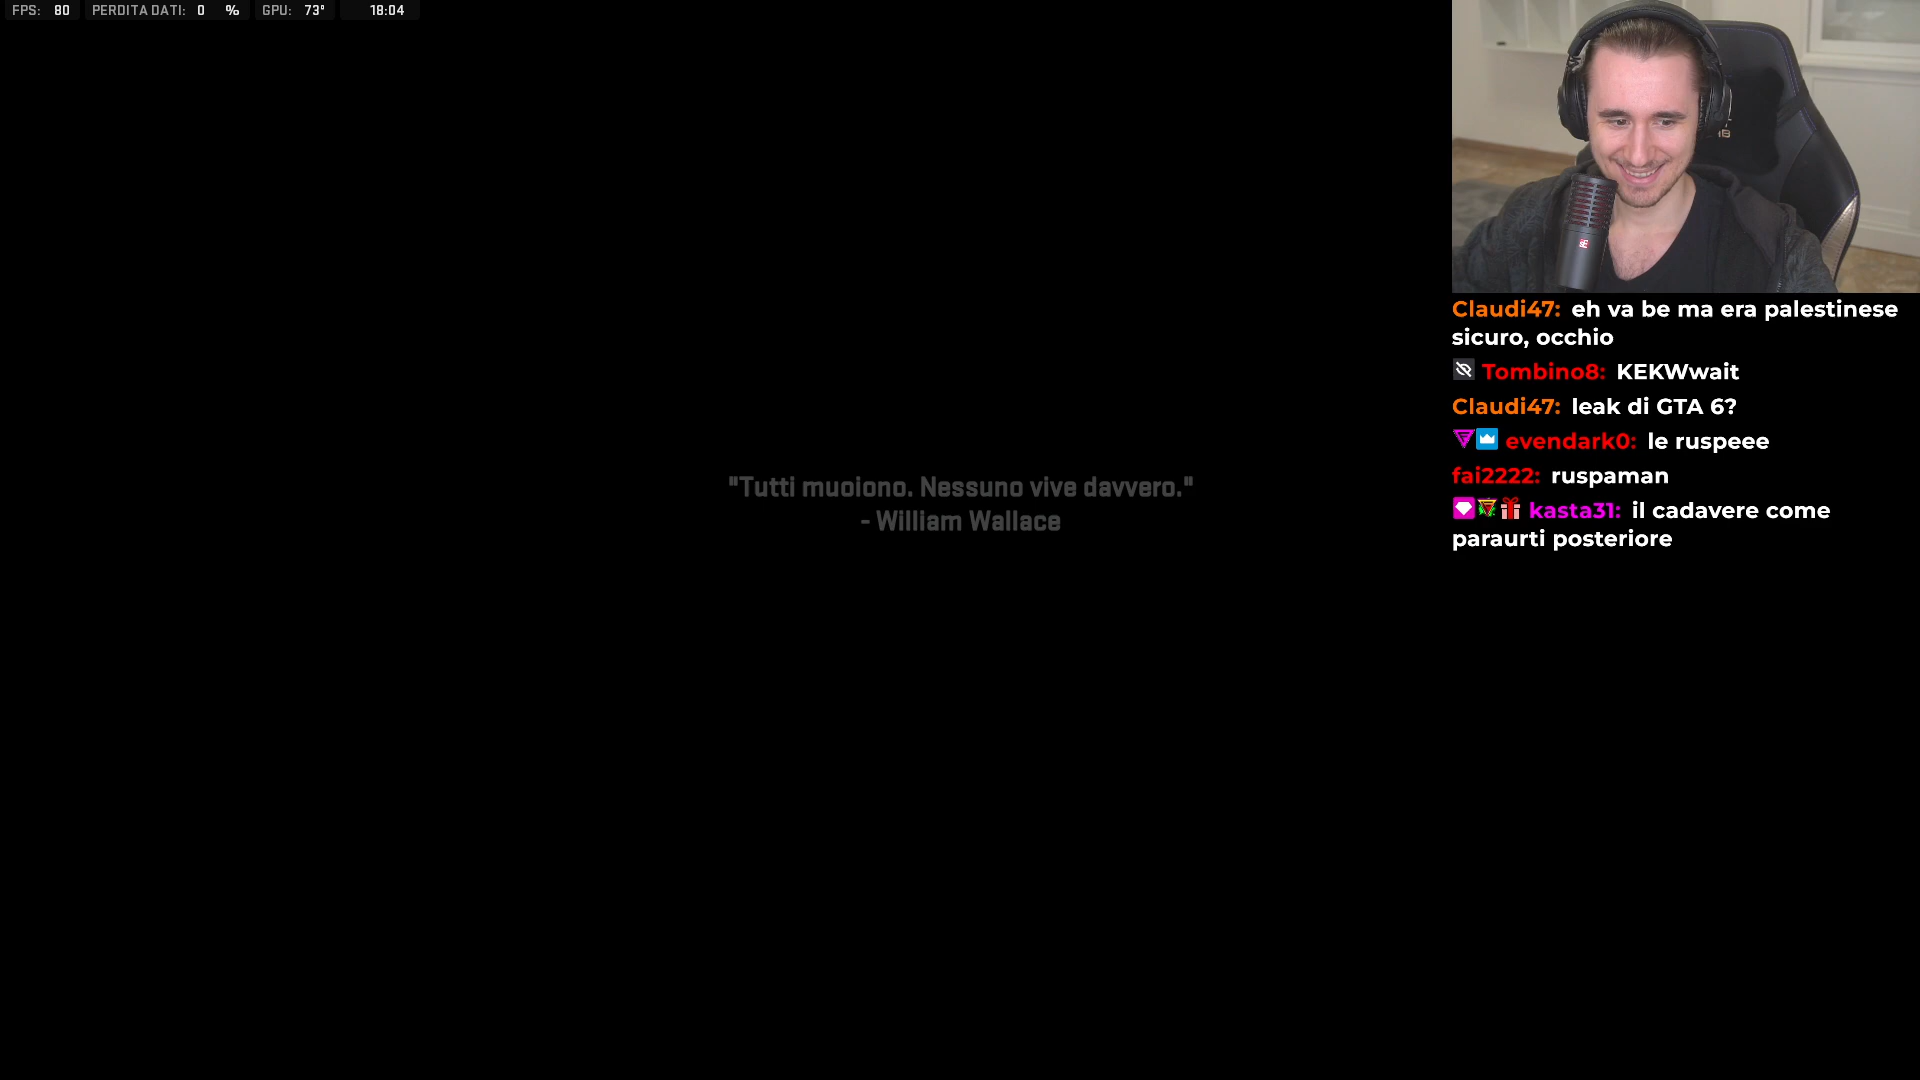 FPS: 80 PERDITA DATI: 0 % GPU: 73° 18:04
"Tutti muoiono. Nessuno vive davvero."
- William Wallace
Claudi47: eh va be ma era palestinese
sicuro, occhio
Tombino8: KEKWwait
Claudi47: leak di GTA 6?
evendark0: le ruspeee
fai2222: ruspaman
kasta31: il cadavere come
paraurti posteriore